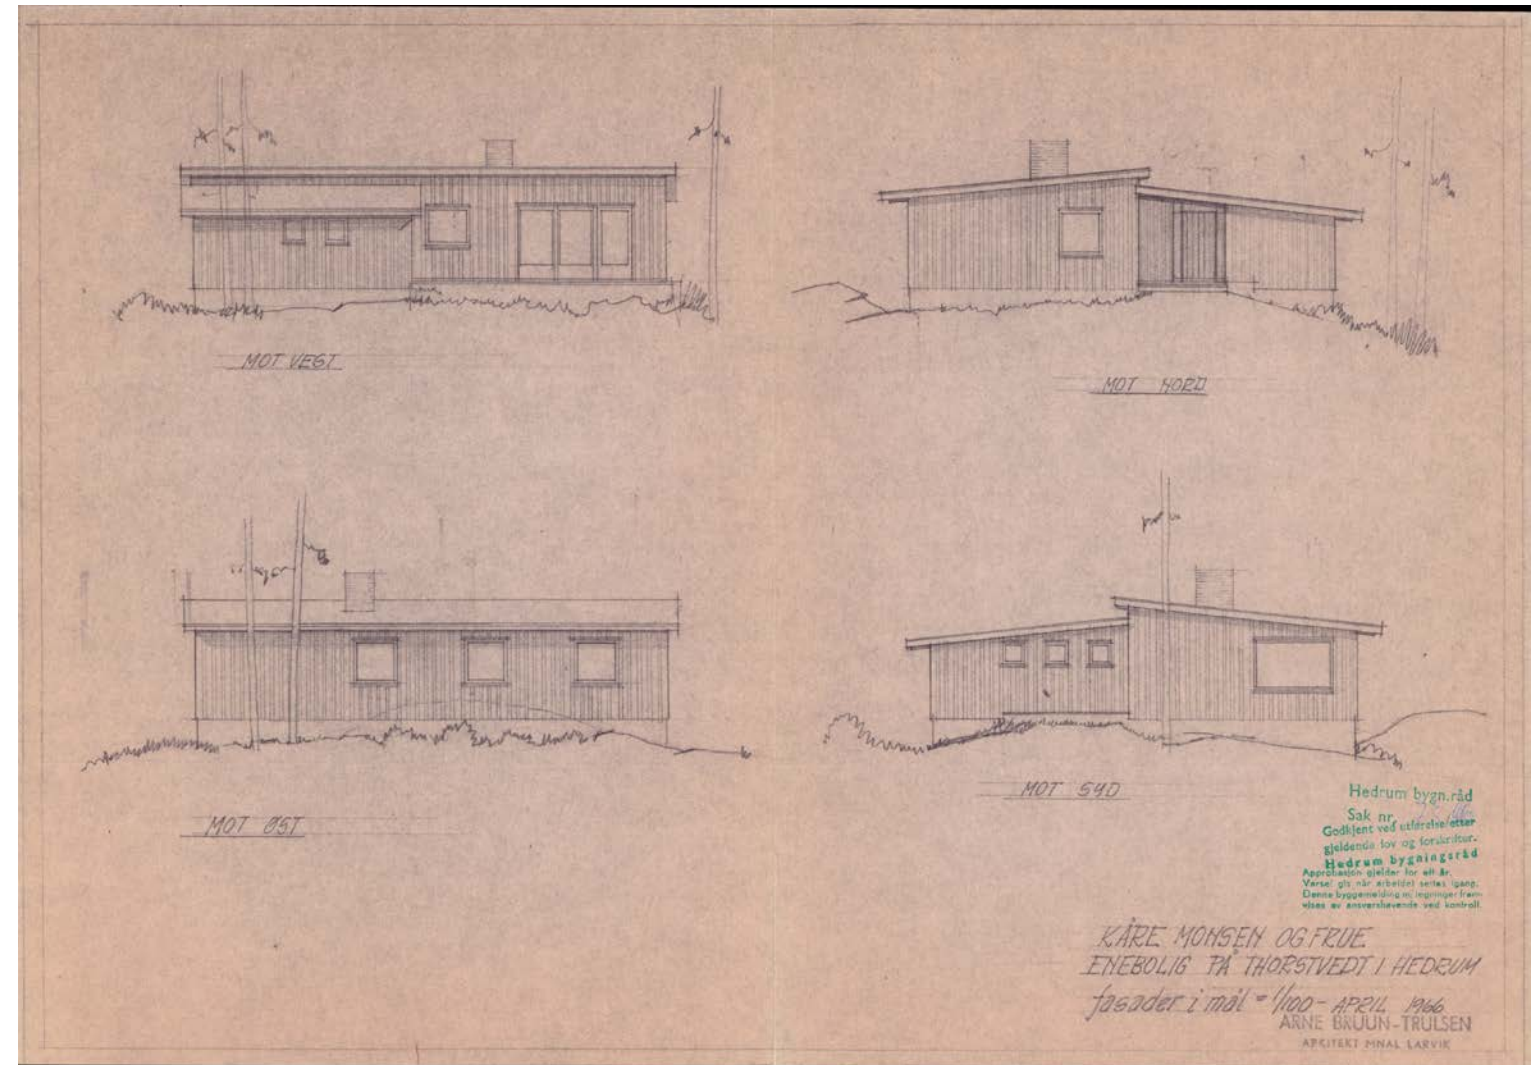 MOT VEST
MOT NORD
MOT ØST
MOT SYD
Hedrum bygn.råd
Sak nr.
Godkjent ved utførelse etter
gjeldende lov og forskrifter.
Hedrum bygningsråd
Approbasjon gjelder for ett år.
Varsel gis når arbeidet settes igang.
Denne byggemelding m. tegninger frem-
vises av ansvarshavende ved kontroll.
KÅRE MONSEN OG FRUE
ENEBOLIG PÅ THORSTVEDT I HEDRUM
fasader i mål = 1/100 - APRIL 1966
ARNE BRUUN-TRULSEN
ARKITEKT MNAL LARVIK